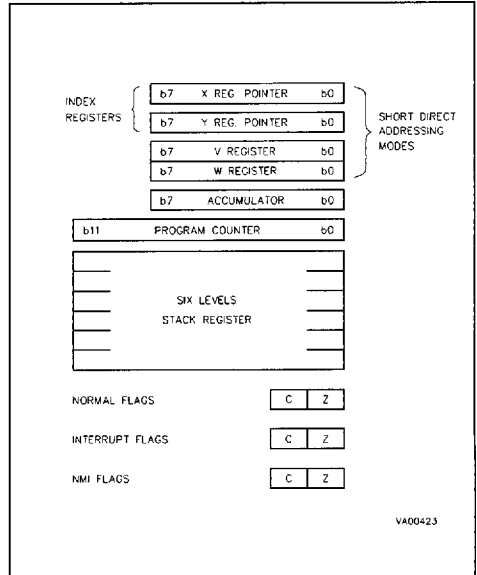 b7 X REG. POINTER b0
INDEX
REGISTERS
b7 Y REG. POINTER b0
SHORT DIRECT
ADDRESSING
MODES
b7 V REGISTER b0
b7 W REGISTER b0
b7 ACCUMULATOR b0
b11 PROGRAM COUNTER b0
SIX LEVELS
STACK REGISTER
NORMAL FLAGS C Z
INTERRUPT FLAGS C Z
NMI FLAGS C Z
VA00423